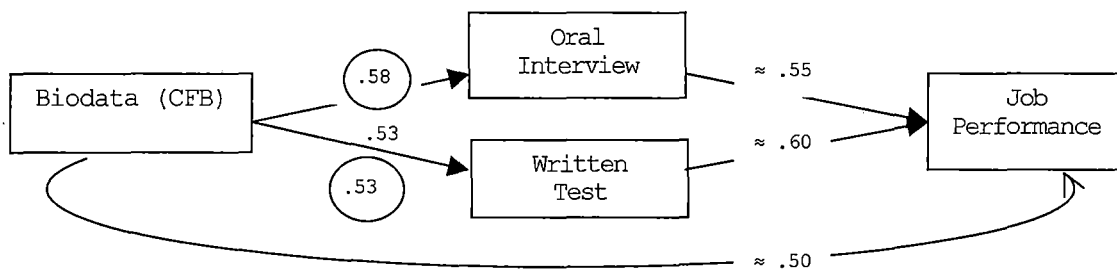 Oral
Interview
.58
≈ .55
Biodata (CFB)
Job
Performance
.53
≈ .60
.53
Written
Test
≈ .50